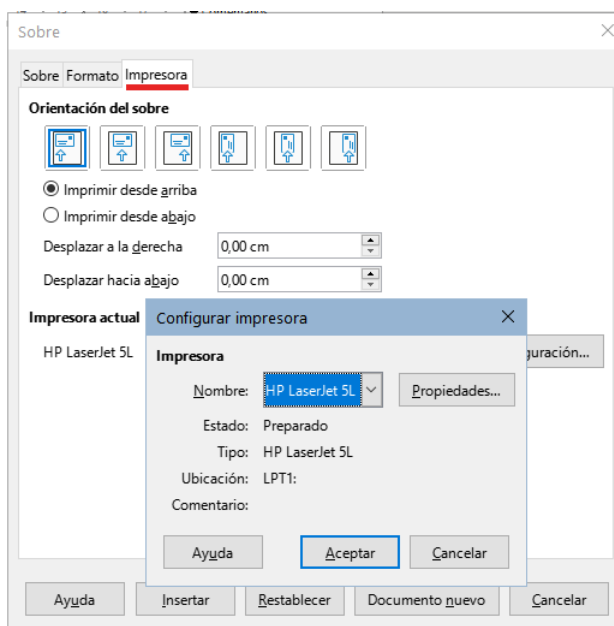 Sobre
Sobre Formato Impresora
Orientación del sobre
Imprimir desde arriba
Imprimir desde abajo
Desplazar a la derecha 0,00 cm
Desplazar hacia abajo 0,00 cm
Impresora actual
HP LaserJet 5L guración...
Configurar impresora
Impresora
Nombre: HP LaserJet 5L Propiedades...
Estado: Preparado
Tipo: HP LaserJet 5L
Ubicación: LPT1:
Comentario:
Ayuda Aceptar Cancelar
Ayuda Insertar Restablecer Documento nuevo Cancelar